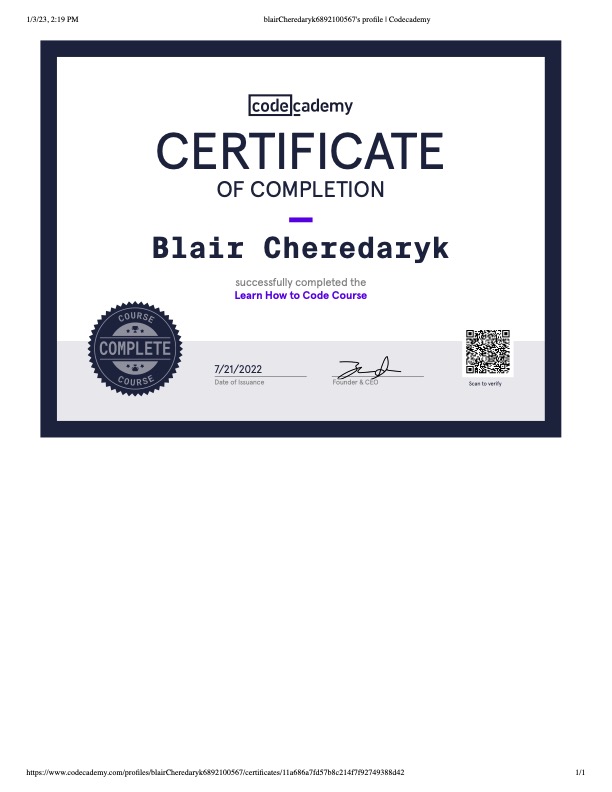 1/3/23, 2:19 PM
blairCheredaryk6892100567's profile | Codecademy
codecademy
CERTIFICATE
OF COMPLETION
Blair Cheredaryk
successfully completed the
Learn How to Code Course
COURSE
COMPLETE
COURSE
7/21/2022
Date of Issuance
Founder & CEO
Scan to verify
https://www.codecademy.com/profiles/blairCheredaryk6892100567/certificates/11a686a7fd57b8c214f7f92749388d42
1/1